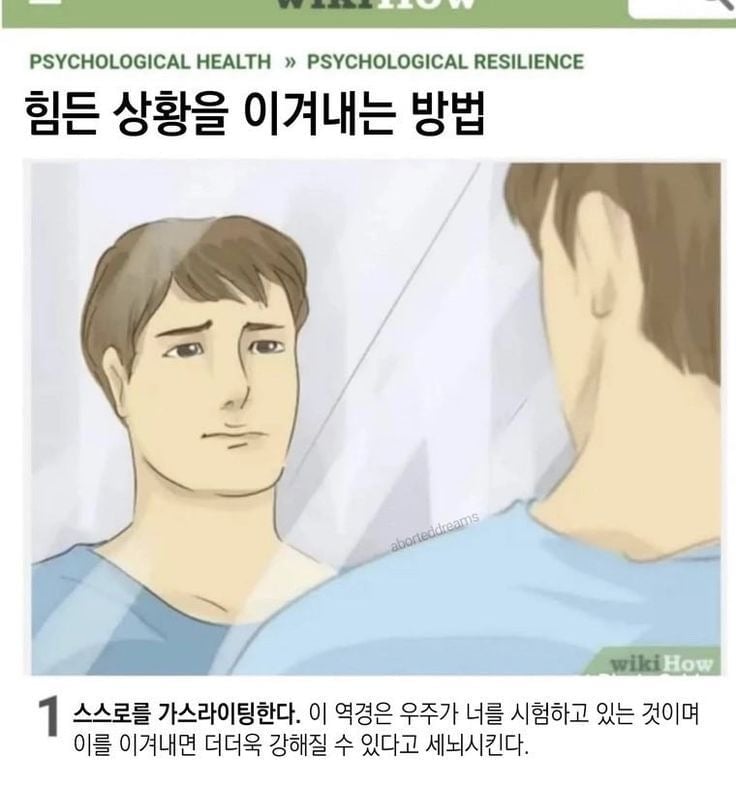 wikiHow
PSYCHOLOGICAL HEALTH » PSYCHOLOGICAL RESILIENCE
힘든 상황을 이겨내는 방법
aborteddreams
wikiHow
1 스스로를 가스라이팅한다. 이 역경은 우주가 너를 시험하고 있는 것이며
이를 이겨내면 더더욱 강해질 수 있다고 세뇌시킨다.